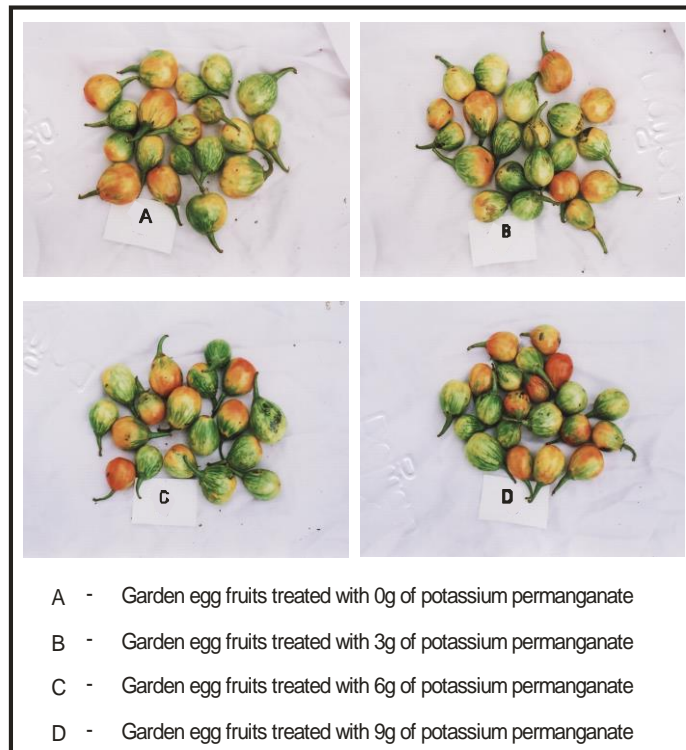 A
B
C
D
A - Garden egg fruits treated with 0g of potassium permanganate
B - Garden egg fruits treated with 3g of potassium permanganate
C - Garden egg fruits treated with 6g of potassium permanganate
D - Garden egg fruits treated with 9g of potassium permanganate